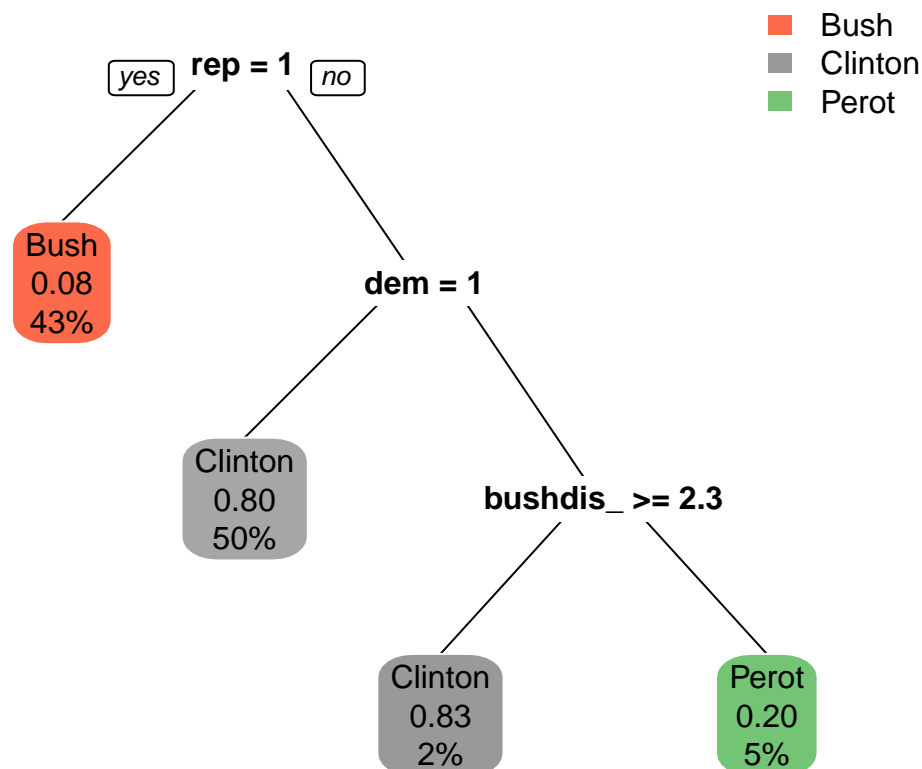 Bush
Clinton
Perot
yes rep = 1 no
Bush
0.08
43%
dem = 1
Clinton
0.80
50%
bushdis_ >= 2.3
Clinton
0.83
2%
Perot
0.20
5%